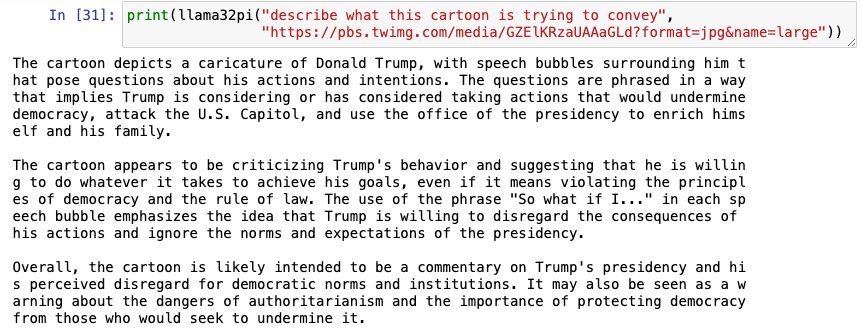 In [31]: print(llama32pi("describe what this cartoon is trying to convey",
"https://pbs.twimg.com/media/GZElKRzaUAAaGLd?format=jpg&name=large"))
The cartoon depicts a caricature of Donald Trump, with speech bubbles surrounding him t
hat pose questions about his actions and intentions. The questions are phrased in a way
that implies Trump is considering or has considered taking actions that would undermine
democracy, attack the U.S. Capitol, and use the office of the presidency to enrich hims
elf and his family.
The cartoon appears to be criticizing Trump's behavior and suggesting that he is willin
g to do whatever it takes to achieve his goals, even if it means violating the principl
es of democracy and the rule of law. The use of the phrase "So what if I..." in each sp
eech bubble emphasizes the idea that Trump is willing to disregard the consequences of
his actions and ignore the norms and expectations of the presidency.
Overall, the cartoon is likely intended to be a commentary on Trump's presidency and hi
s perceived disregard for democratic norms and institutions. It may also be seen as a w
arning about the dangers of authoritarianism and the importance of protecting democracy
from those who would seek to undermine it.